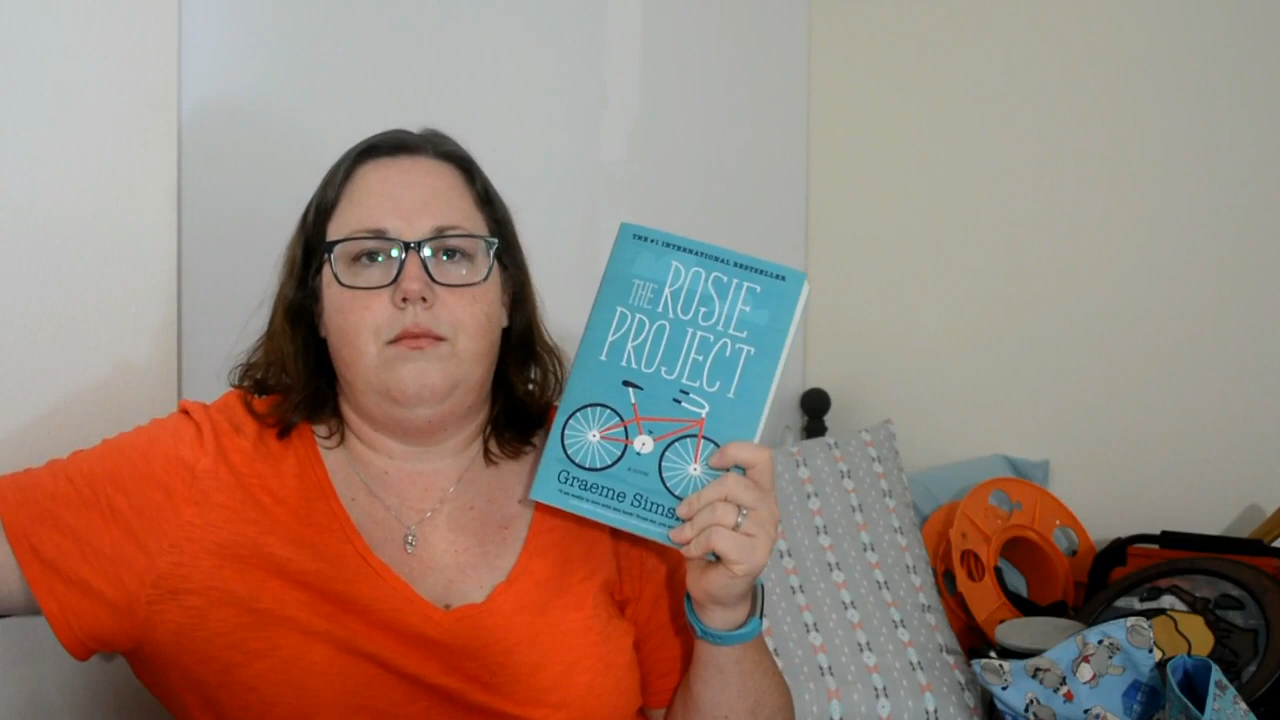 THE #1 INTERNATIONAL BESTSELLER
THE ROSIE
PROJECT
A NOVEL
Graeme Sims